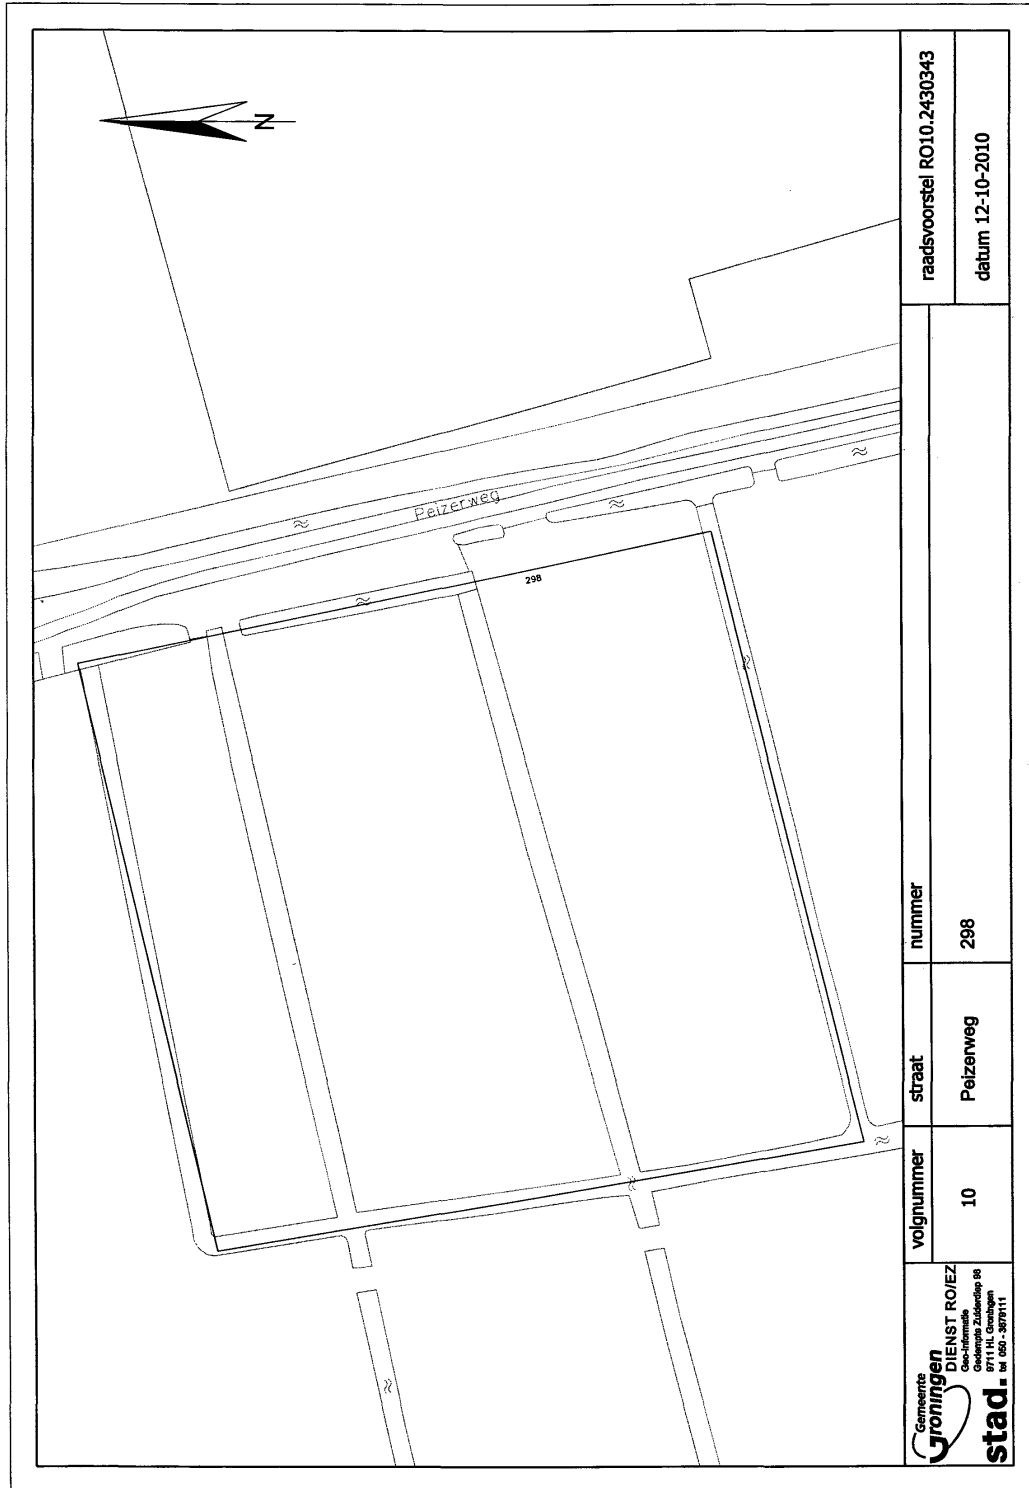 N
Peizerweg
298
raadsvoorstel RO10.2430343
datum 12-10-2010
volgnummer
straat
nummer
10
Peizerweg
298
Gemeente
Groningen
stad.
DIENST RO/EZ
Geo-Informatie
Gedempte Zuiderdiep 98
9711 HL Groningen
tel 050 - 3679111